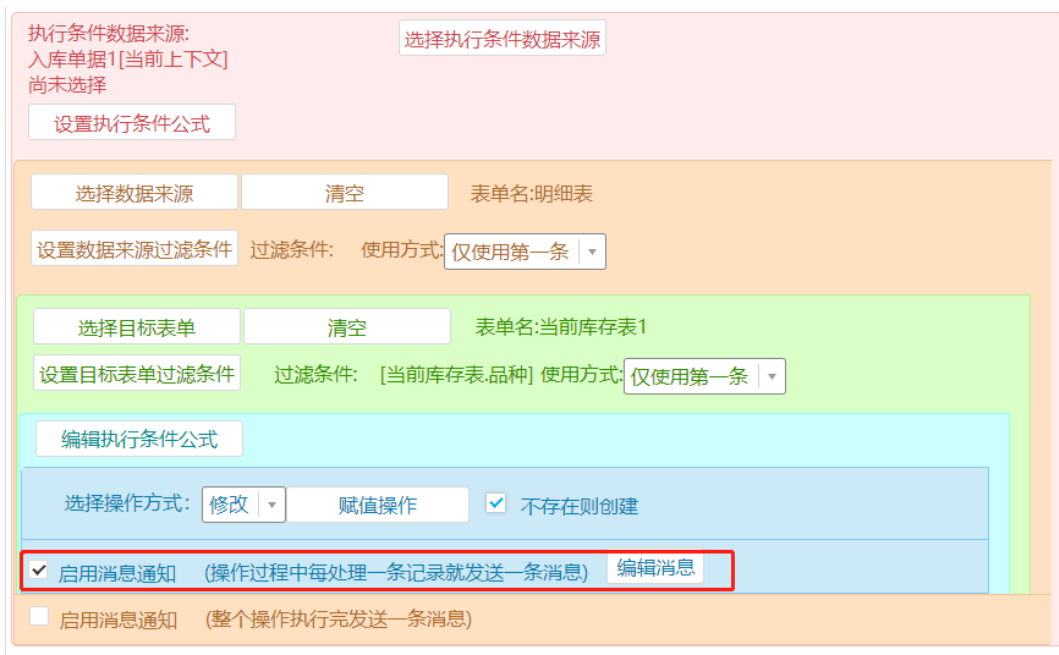 执行条件数据来源:
选择执行条件数据来源
入库单据1[当前上下文]
尚未选择
设置执行条件公式
选择数据来源 清空 表单名:明细表
设置数据来源过滤条件 过滤条件: 使用方式: 仅使用第一条
选择目标表单 清空 表单名:当前库存表1
设置目标表单过滤条件 过滤条件: [当前库存表.品种] 使用方式: 仅使用第一条
编辑执行条件公式
选择操作方式: 修改 赋值操作 不存在则创建
启用消息通知 (操作过程中每处理一条记录就发送一条消息) 编辑消息
启用消息通知 (整个操作执行完发送一条消息)